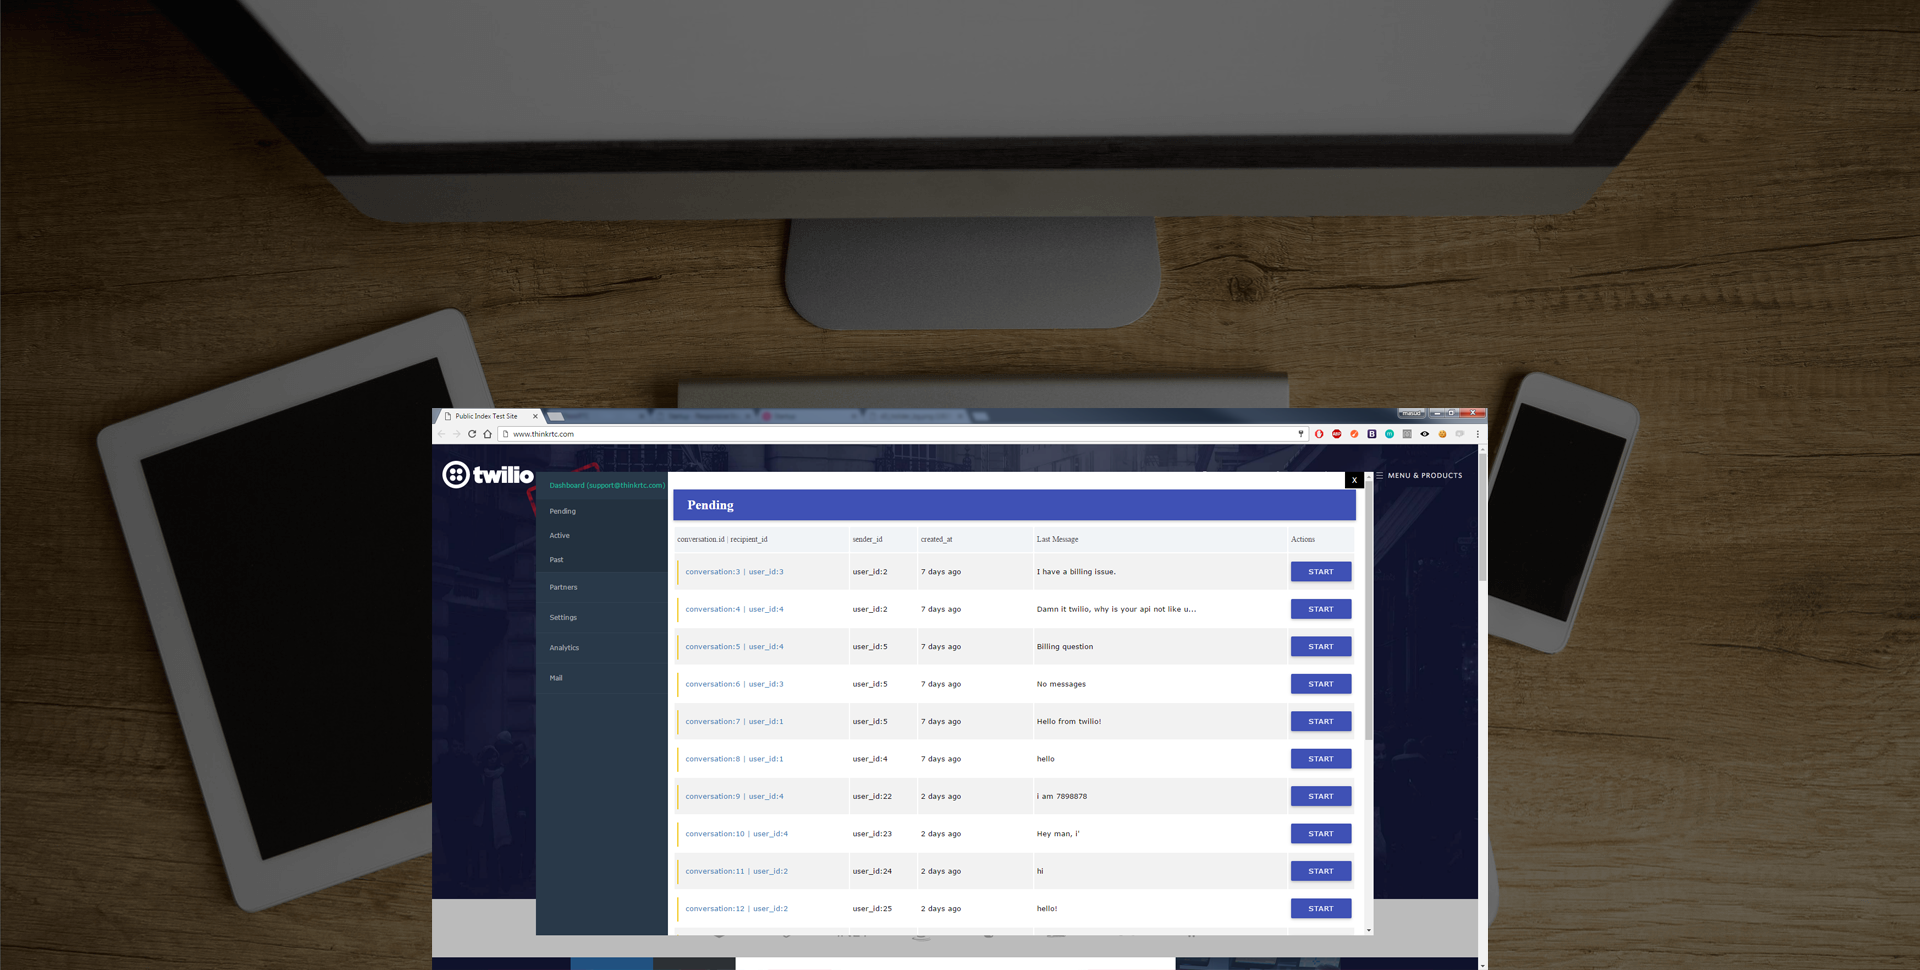 Public Index Test Site
masud
www.thinkrtc.com
twilio
MENU & PRODUCTS
Dashboard (support@thinkrtc.com)
X
Pending
Active
Past
Partners
Settings
Analytics
Mail
Pending
conversation.id | recipient_id sender_id created_at Last Message Actions
conversation:3 | user_id:3 user_id:2 7 days ago I have a billing issue. START
conversation:4 | user_id:4 user_id:2 7 days ago Damn it twilio, why is your api not like u... START
conversation:5 | user_id:4 user_id:5 7 days ago Billing question START
conversation:6 | user_id:3 user_id:5 7 days ago No messages START
conversation:7 | user_id:1 user_id:5 7 days ago Hello from twilio! START
conversation:8 | user_id:1 user_id:4 7 days ago hello START
conversation:9 | user_id:4 user_id:22 2 days ago i am 7898878 START
conversation:10 | user_id:4 user_id:23 2 days ago Hey man, i' START
conversation:11 | user_id:2 user_id:24 2 days ago hi START
conversation:12 | user_id:2 user_id:25 2 days ago hello! START